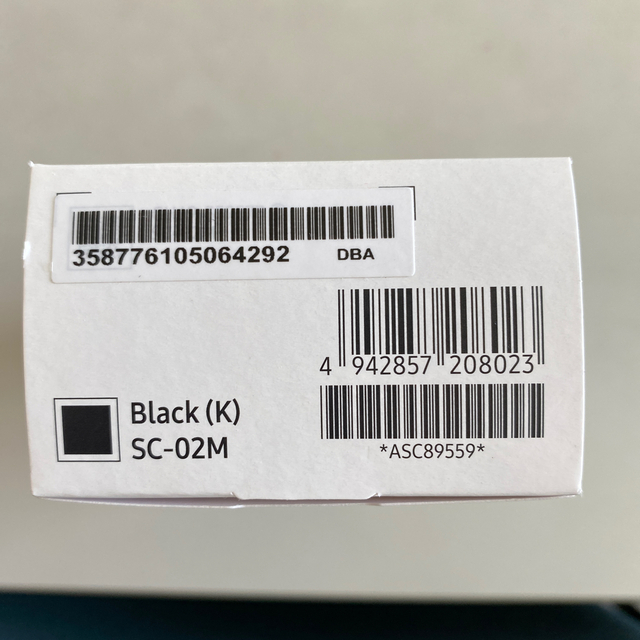 358776105064292 DBA
4 942857 208023
*ASC89559*
Black (K)
SC-02M